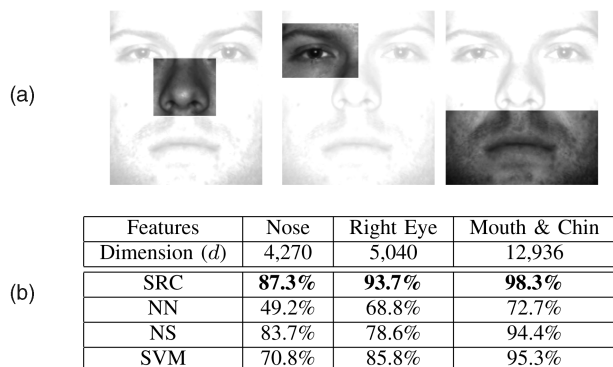 (a)
(b)
Features Nose Right Eye Mouth & Chin
Dimension (d) 4,270 5,040 12,936
SRC 87.3% 93.7% 98.3%
NN 49.2% 68.8% 72.7%
NS 83.7% 78.6% 94.4%
SVM 70.8% 85.8% 95.3%